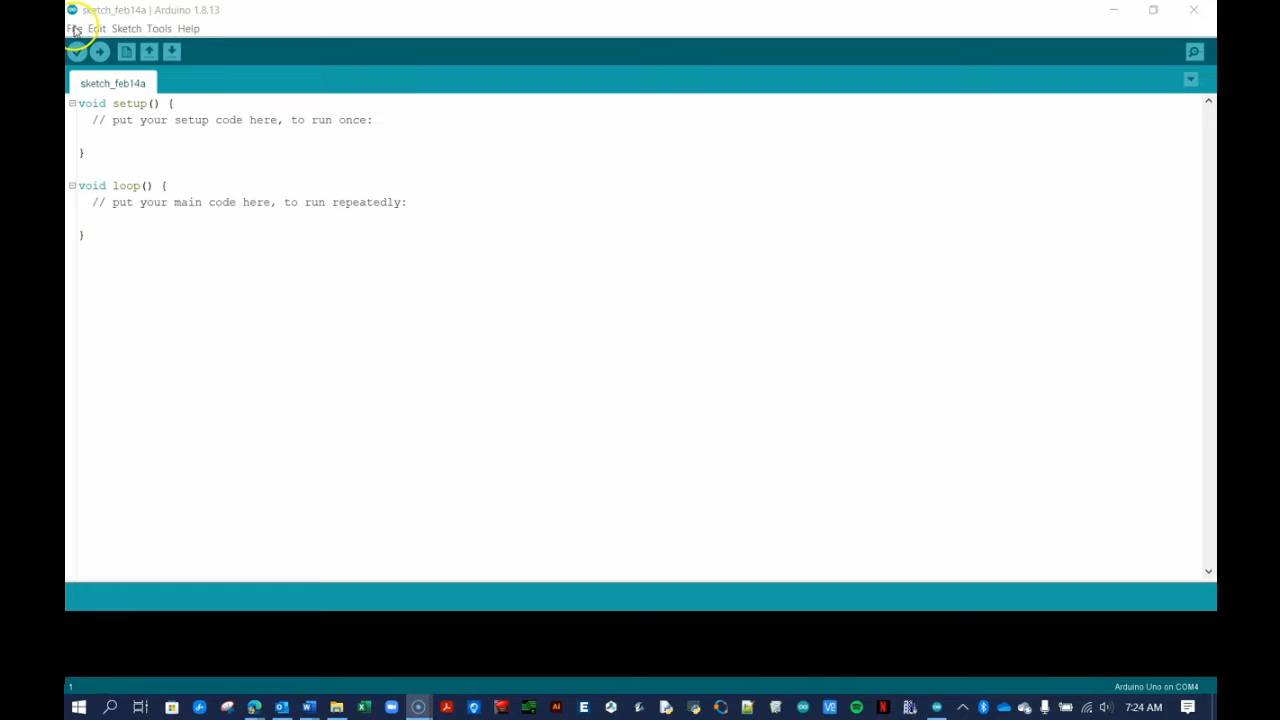 sketch_feb14a | Arduino 1.8.13
File Edit Sketch Tools Help
sketch_feb14a
void setup() {
// put your setup code here, to run once:
}
void loop() {
// put your main code here, to run repeatedly:
}
1
Arduino Uno on COM4
7:24 AM